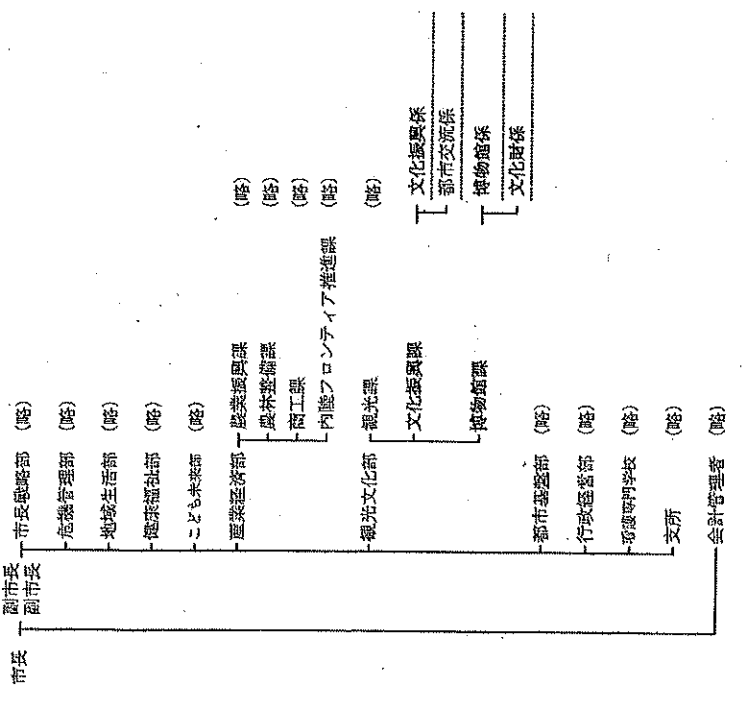 市長
副市長
副市長
市長戦略部 (略)
危機管理部 (略)
地域生活部 (略)
健康福祉部 (略)
こども未来部 (略)
産業経済部
農業振興課 (略)
農林整備課 (略)
商工課 (略)
内陸フロンティア推進課 (略)
観光文化部
観光課 (略)
文化振興課
文化振興係
都市交流係
博物館課
博物館係
文化財係
都市基盤部 (略)
行政経営部 (略)
看護専門学校 (略)
支所 (略)
会計管理者 (略)